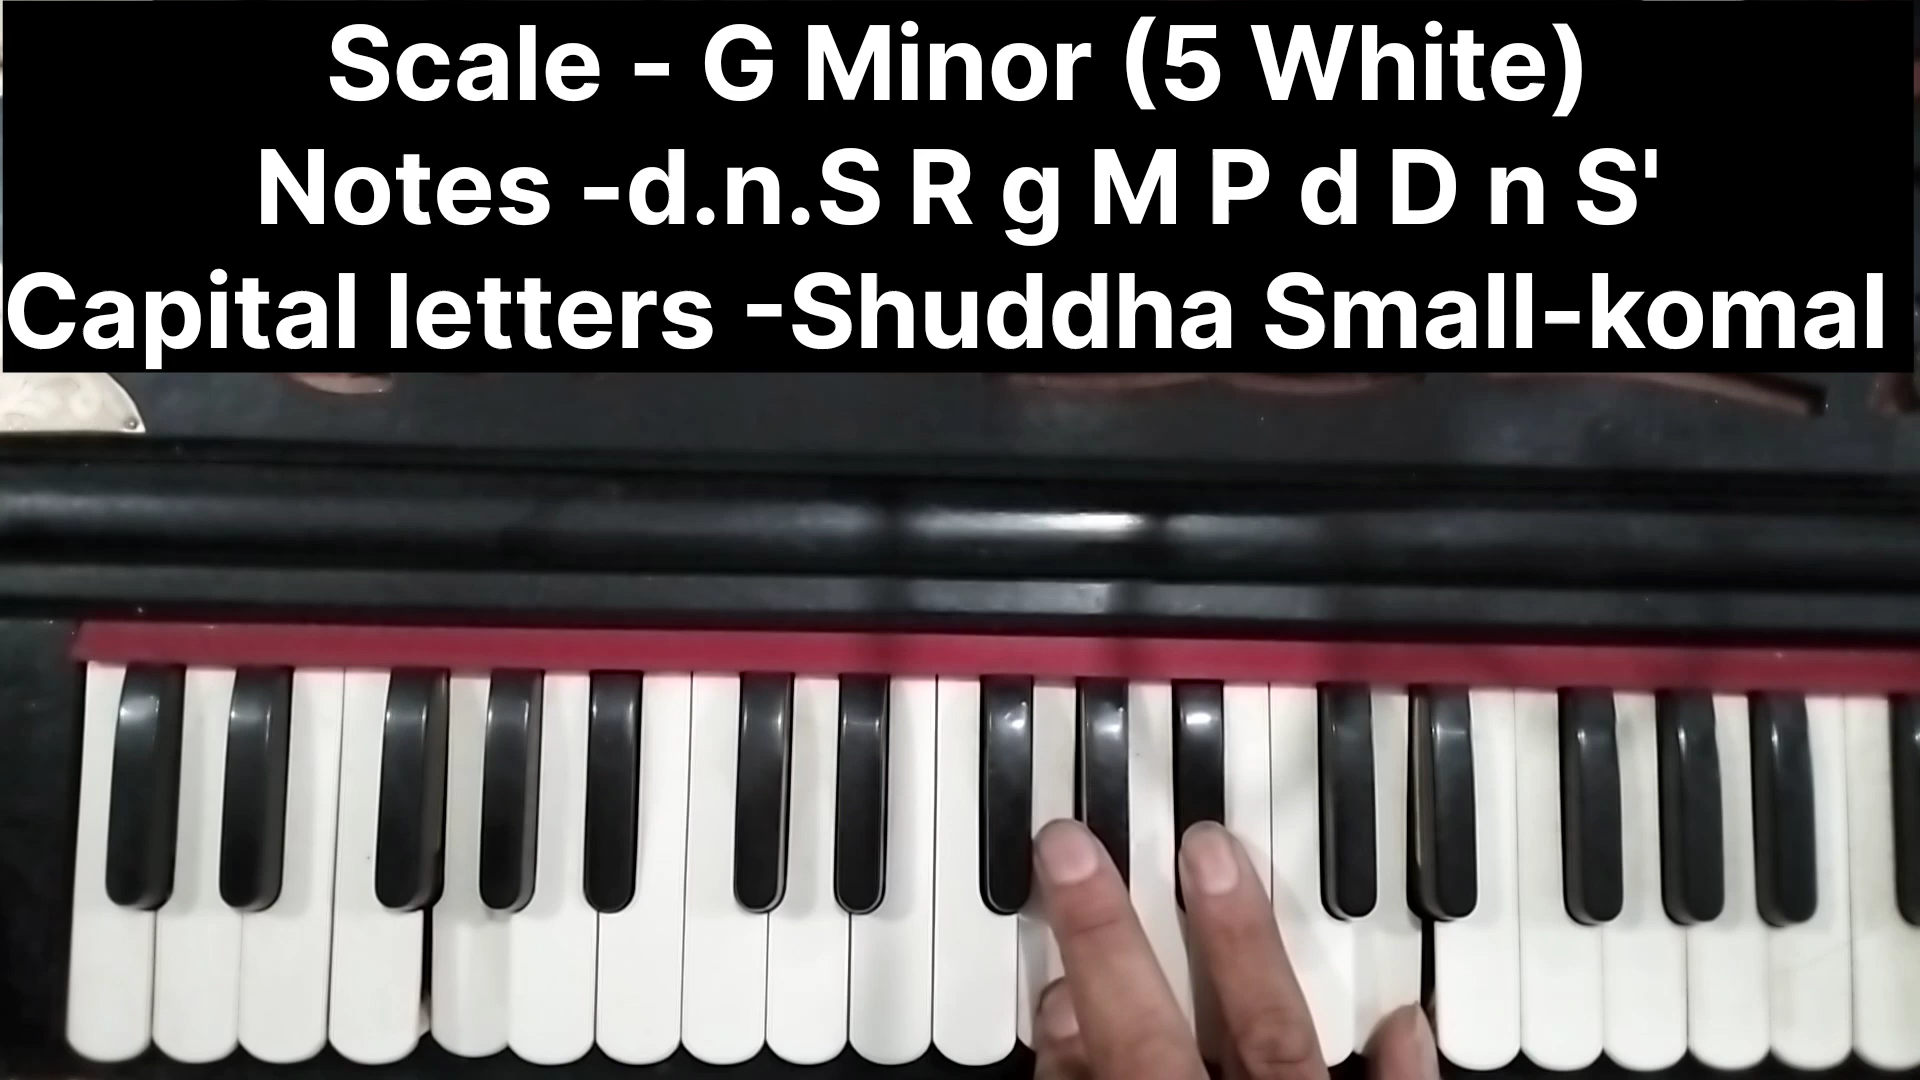 Scale - G Minor (5 White)
Notes -d.n.S R g M P d D n S'
Capital letters -Shuddha Small-komal